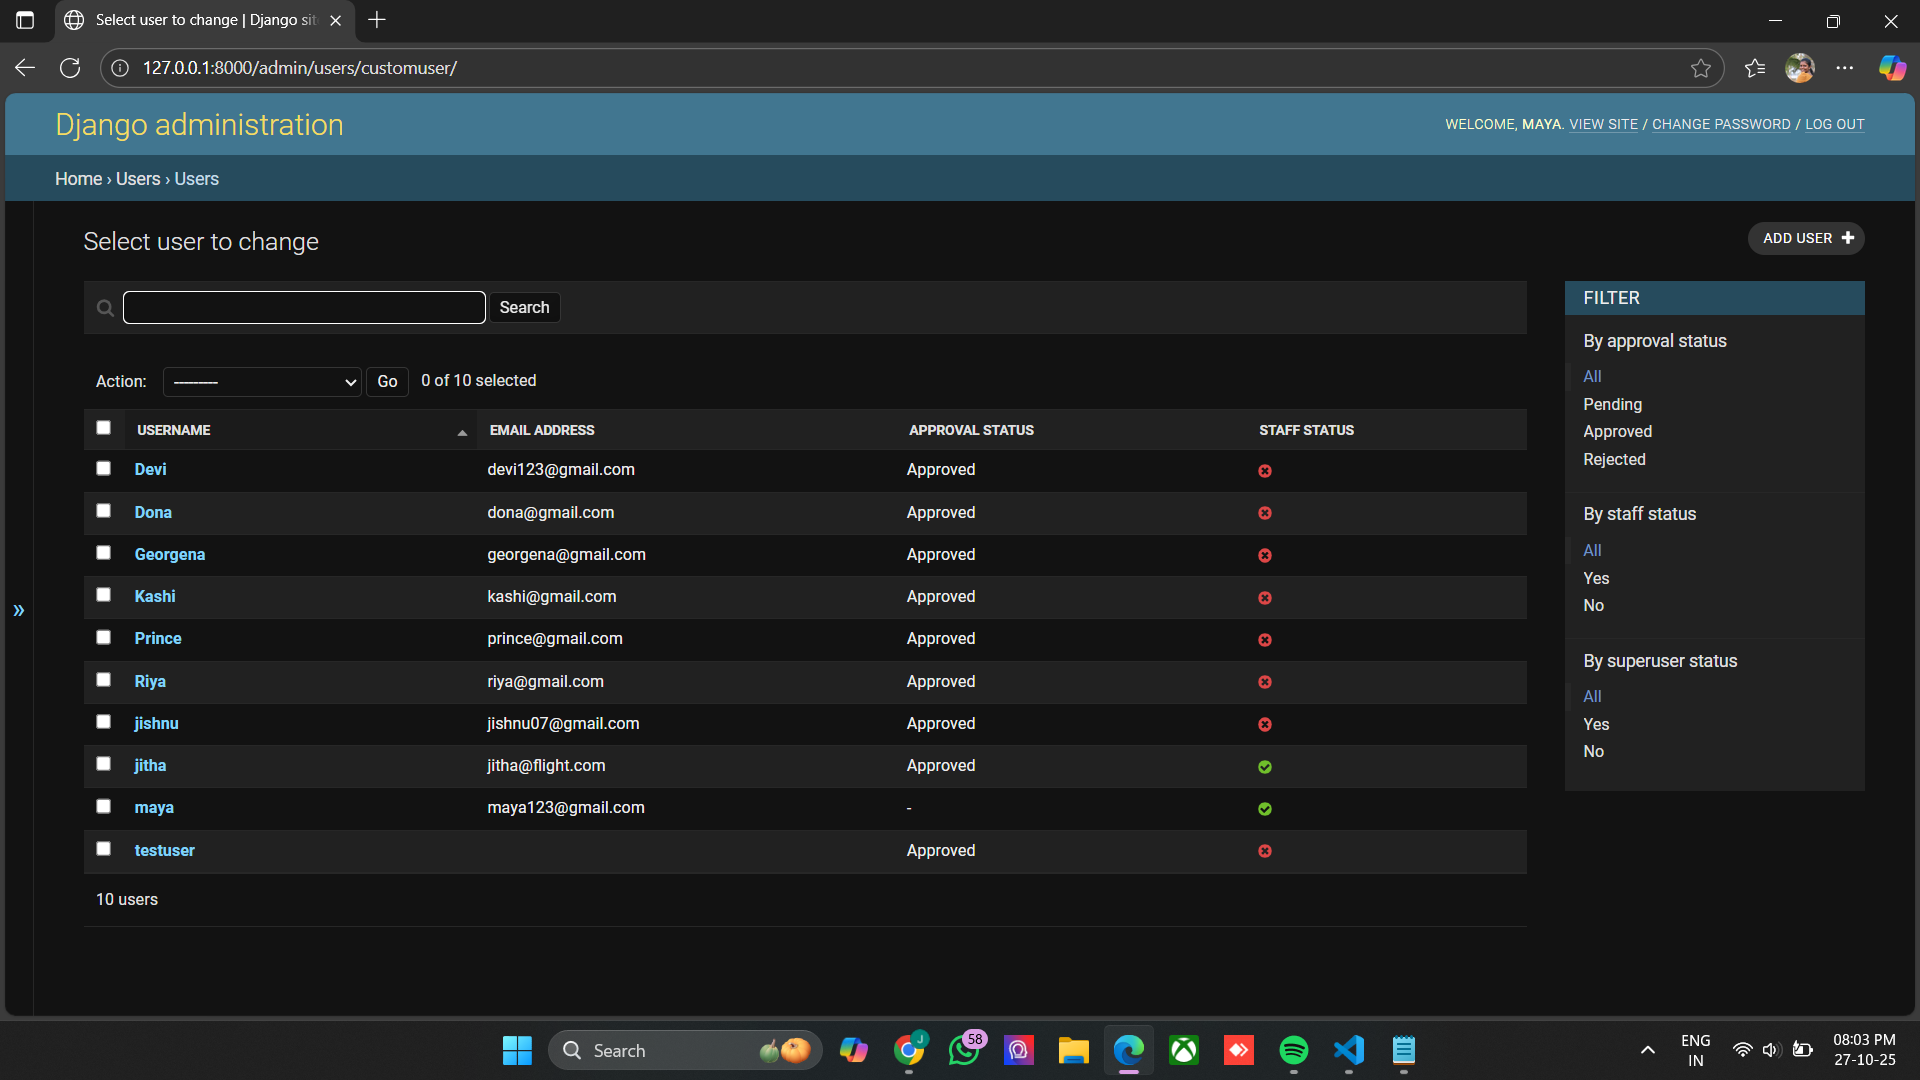 Select user to change | Django sit
127.0.0.1:8000/admin/users/customuser/
Django administration
WELCOME, MAYA. VIEW SITE / CHANGE PASSWORD / LOG OUT
Home › Users › Users
Select user to change
ADD USER
Search
FILTER
By approval status
All
Pending
Approved
Rejected
By staff status
All
Yes
No
By superuser status
All
Yes
No
Action: --------- Go 0 of 10 selected
USERNAME EMAIL ADDRESS APPROVAL STATUS STAFF STATUS
Devi devi123@gmail.com Approved
Dona dona@gmail.com Approved
Georgena georgena@gmail.com Approved
Kashi kashi@gmail.com Approved
Prince prince@gmail.com Approved
Riya riya@gmail.com Approved
jishnu jishnu07@gmail.com Approved
jitha jitha@flight.com Approved
maya maya123@gmail.com -
testuser Approved
10 users
Search
J
58
ENG
IN
08:03 PM
27-10-25